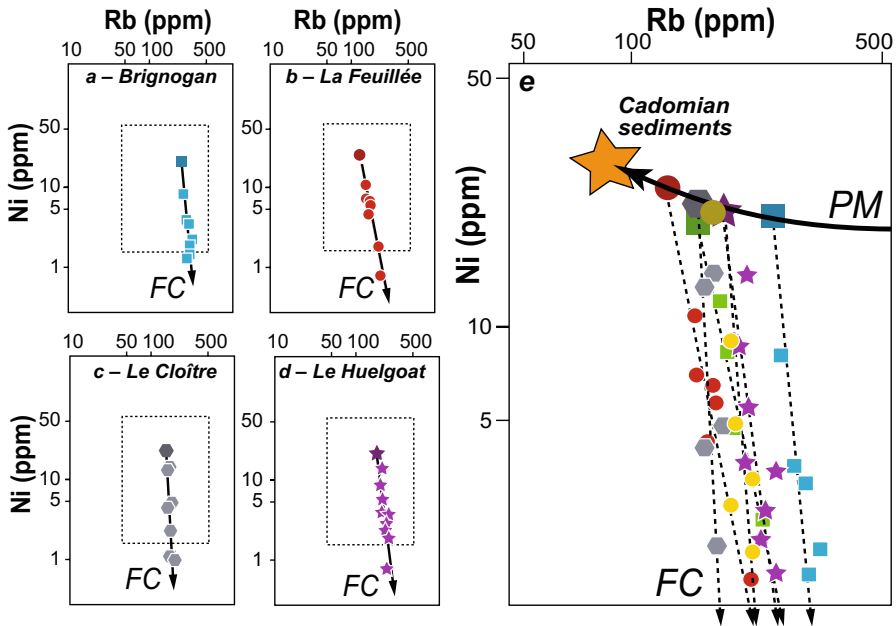 Rb (ppm)
10 50 100 500
a – Brignogan
Ni (ppm)
50
10
5
1
FC
Rb (ppm)
10 50 100 500
b – La Feuillée
50
10
5
1
FC
10 50 100 500
c – Le Cloître
Ni (ppm)
50
10
5
1
FC
10 50 100 500
d – Le Huelgoat
50
10
5
1
FC
Rb (ppm)
50 100 500
e
Cadomian
sediments
PM
Ni (ppm)
50
10
5
FC